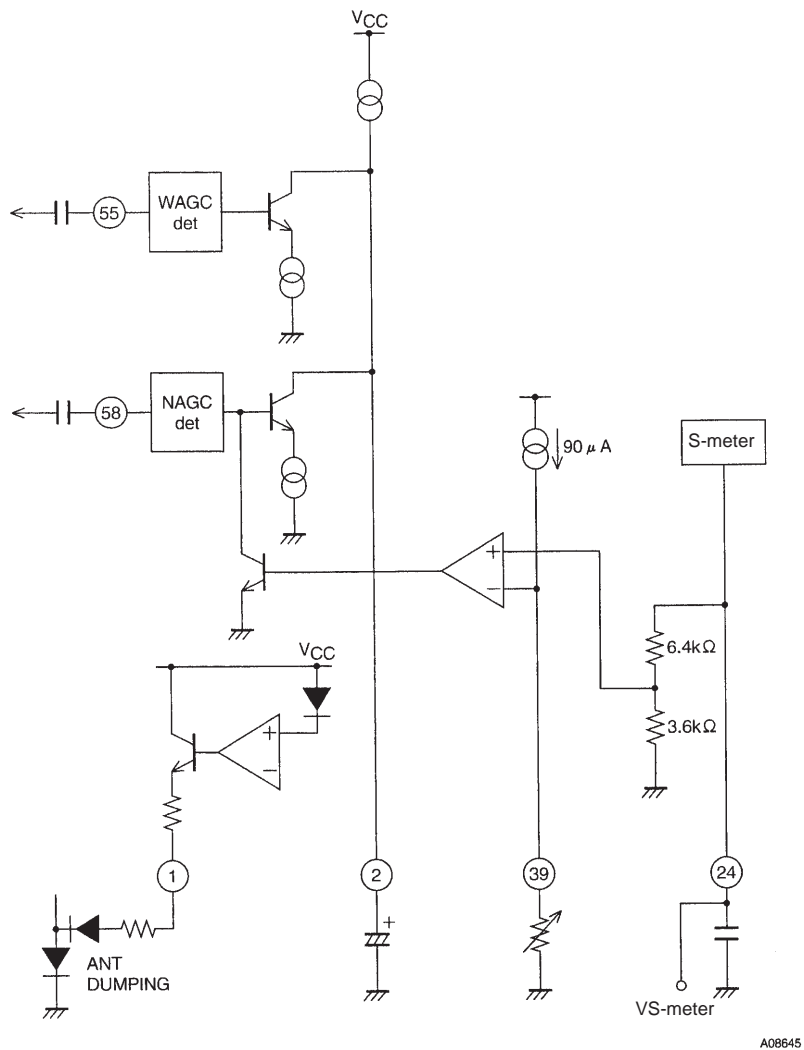 VCC
55
WAGC
det
58
NAGC
det
90 μ A
S-meter
+
−
6.4kΩ
3.6kΩ
VCC
+
−
1
2
39
24
+
ANT
DUMPING
VS-meter
A08645